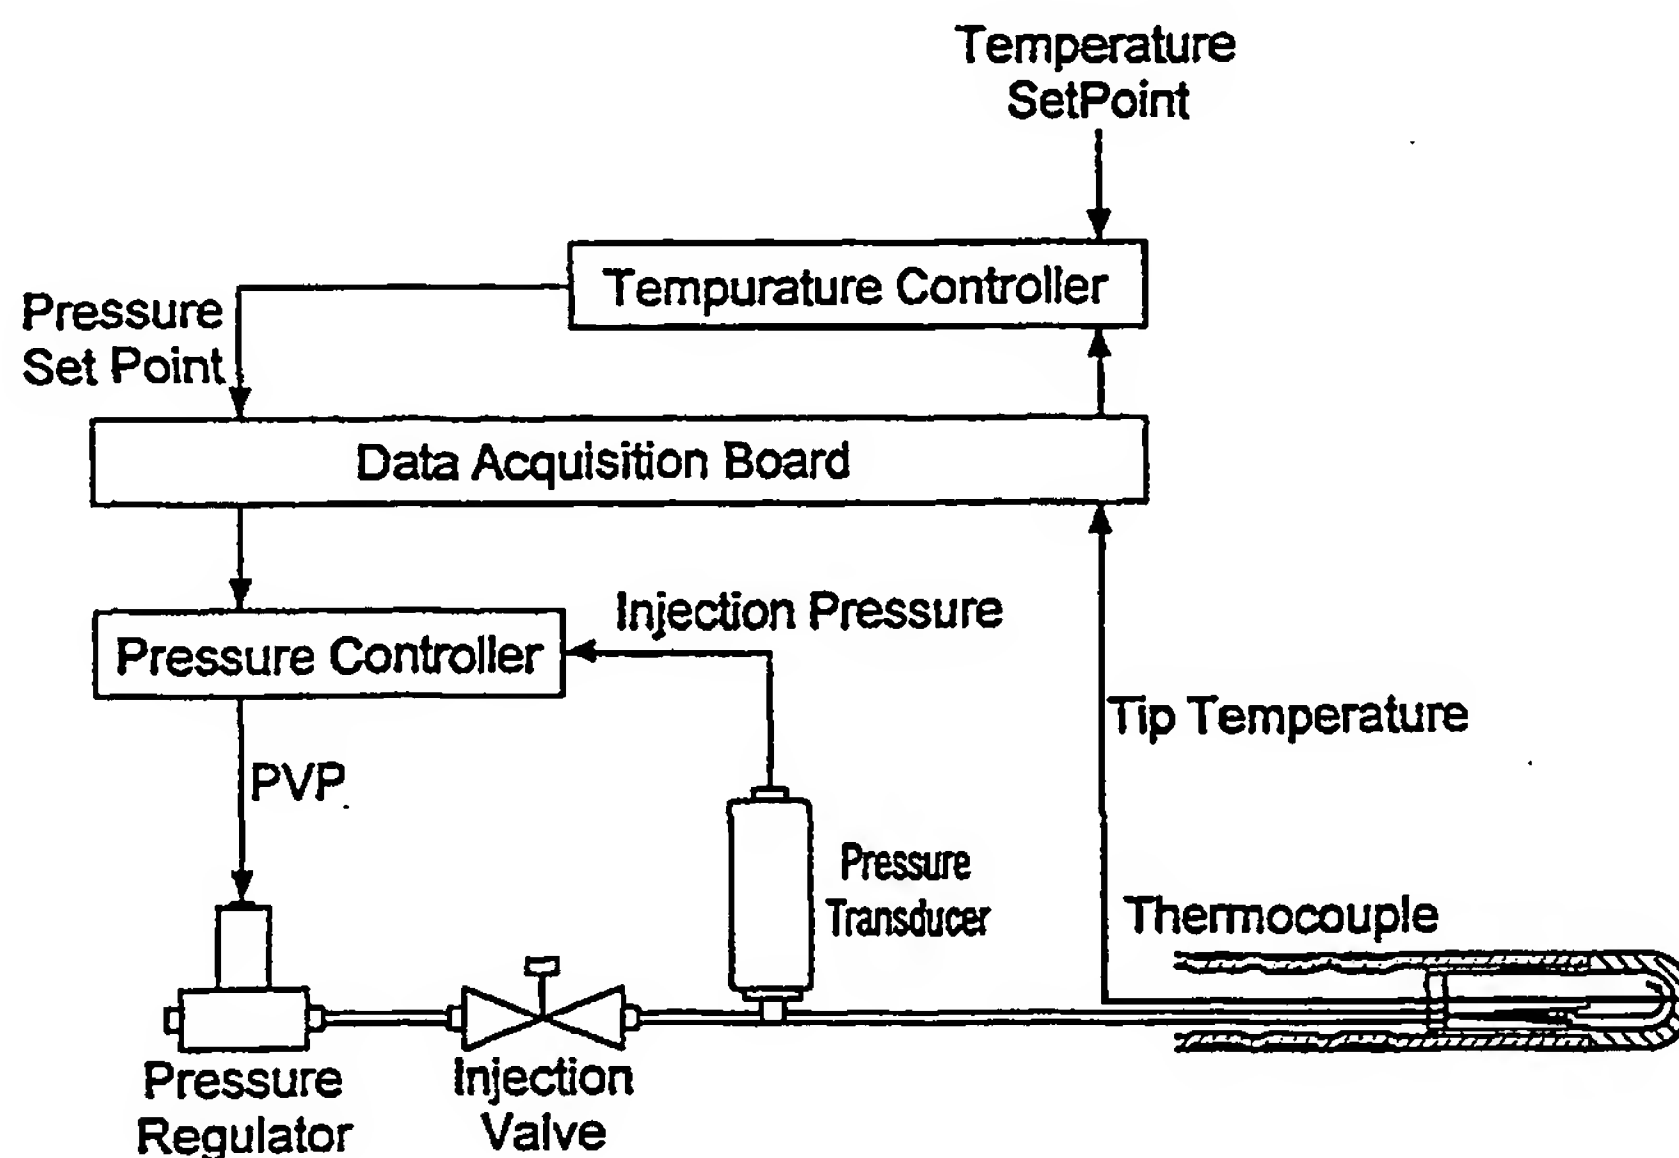 Temperature
SetPoint
Tempurature Controller
Pressure
Set Point
Data Acquisition Board
Injection Pressure
Pressure Controller
Tip Temperature
PVP
Pressure
Transducer
Thermocouple
Pressure
Regulator
Injection
Valve